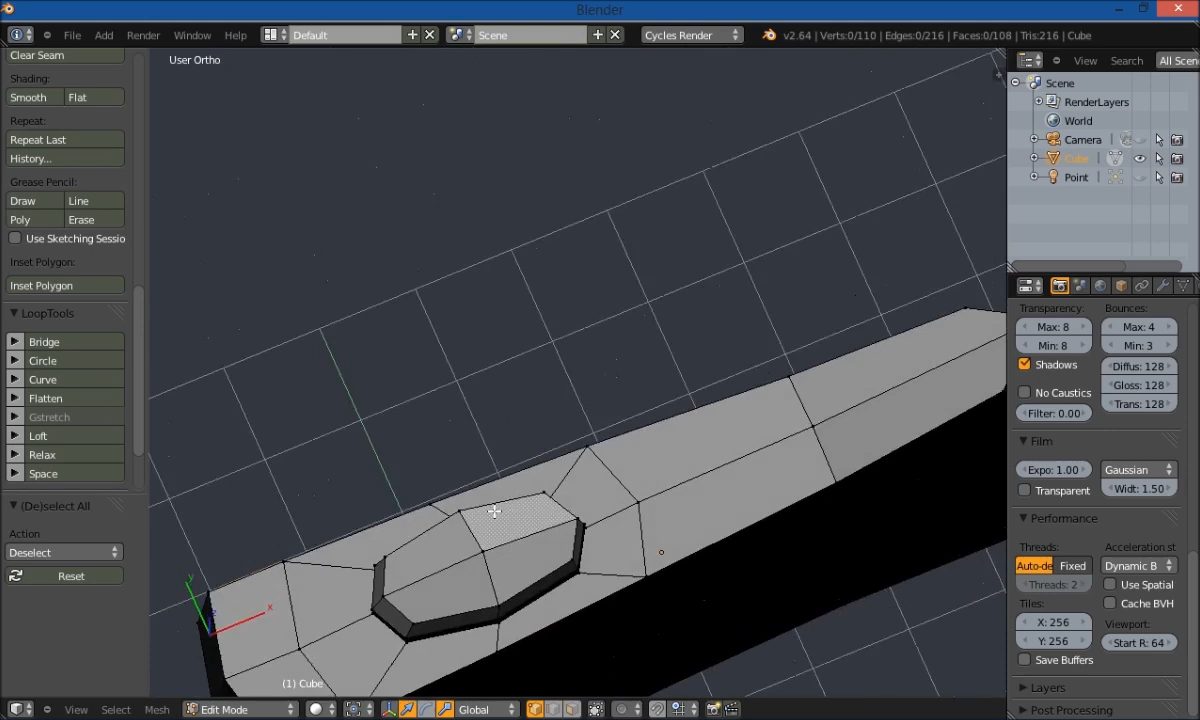 Blender
File Add Render Window Help Default Scene Cycles Render v2.64 | Verts:0/110 | Edges:0/216 | Faces:0/108 | Tris:216 | Cube
Clear Seam
Shading:
Smooth Flat
Repeat:
Repeat Last
History...
Grease Pencil:
Draw Line
Poly Erase
Use Sketching Sessio
Inset Polygon:
Inset Polygon
LoopTools
Bridge
Circle
Curve
Flatten
Gstretch
Loft
Relax
Space
(De)select All
Action
Deselect
Reset
User Ortho
y
x
z
(1) Cube
View Select Mesh Edit Mode Global
View Search All Scen
Scene
RenderLayers
World
Camera
Cube
Point
Transparency: Bounces:
Max: 8 Max: 4
Min: 8 Min: 3
Shadows Diffus: 128
No Caustics Gloss: 128
Filter: 0.00 Trans: 128
Film
Expo: 1.00 Gaussian
Transparent Widt: 1.50
Performance
Threads: Acceleration st
Auto-de Fixed Dynamic B
Threads: 2 Use Spatial
Tiles: Cache BVH
X: 256 Viewport:
Y: 256 Start R: 64
Save Buffers
Layers
Post Processing